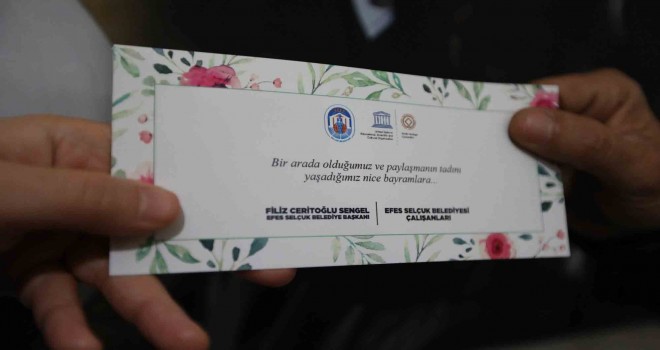 Bir arada olduğumuz ve paylaşmanın tadını
yaşadığımız nice bayramlara...
FİLİZ CERİTOĞLU SENGEL
EFES SELÇUK BELEDİYE BAŞKANI
EFES SELÇUK BELEDİYESİ
ÇALIŞANLARI